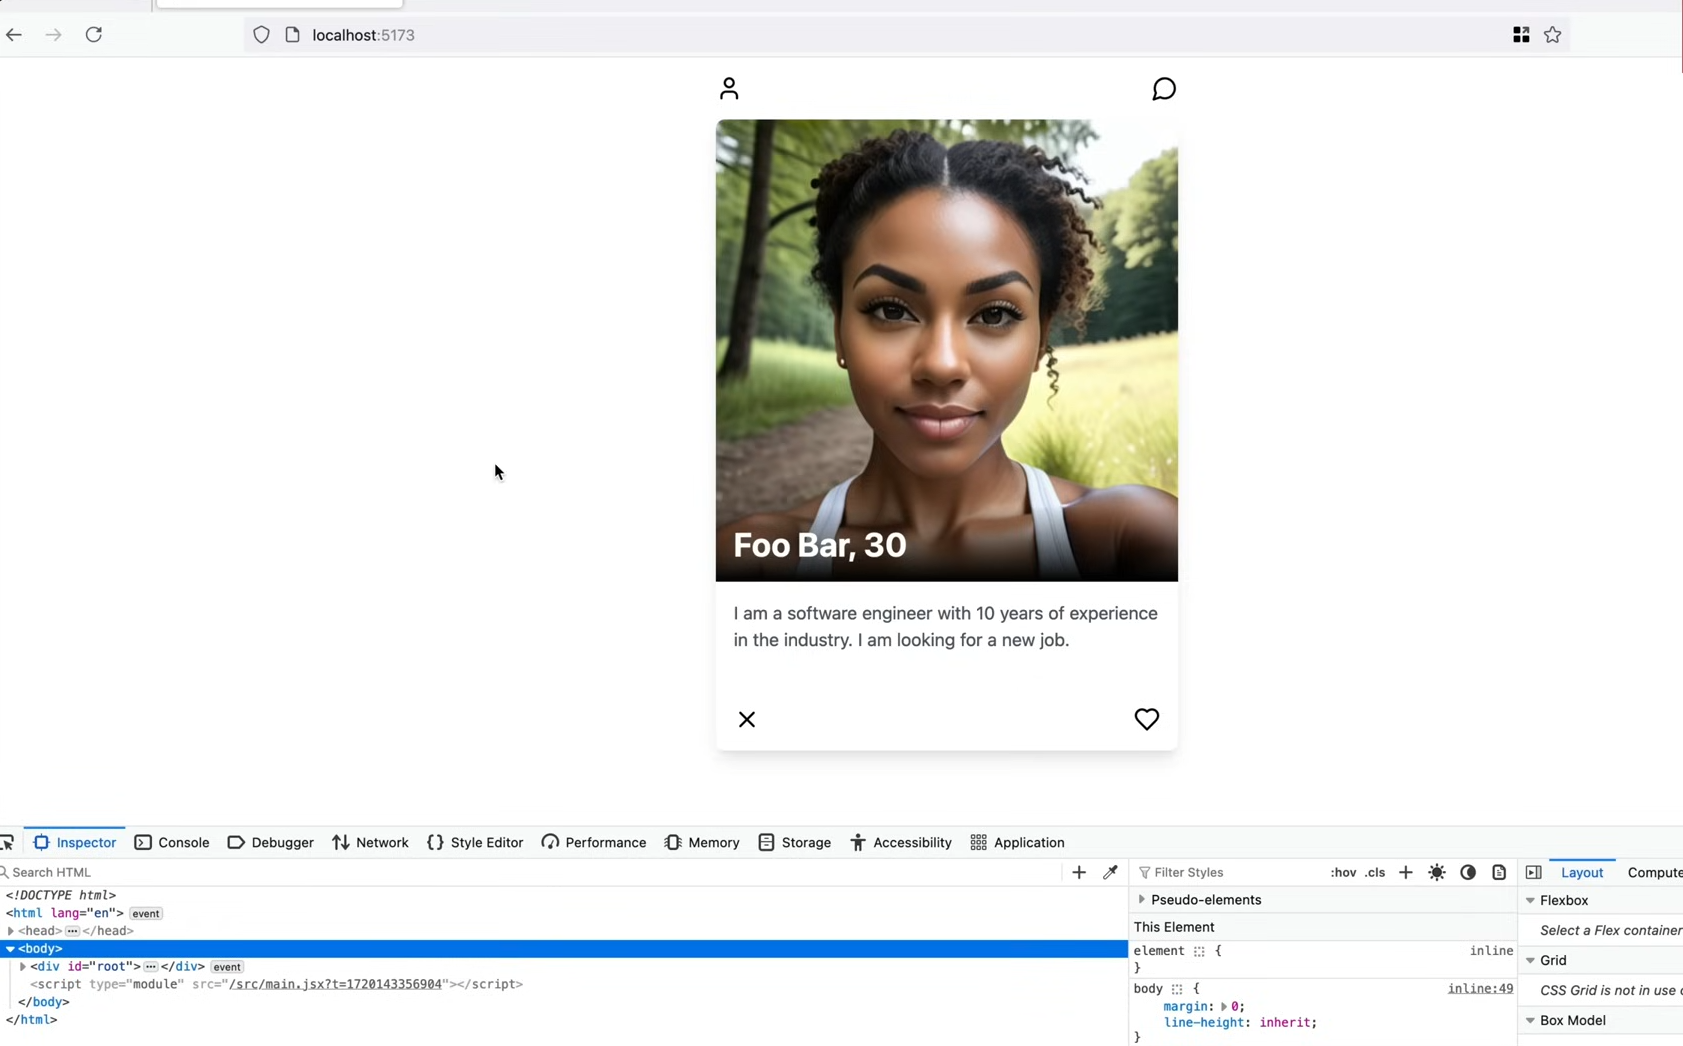 localhost:5173
Foo Bar, 30
I am a software engineer with 10 years of experience
in the industry. I am looking for a new job.
Inspector Console Debugger Network {} Style Editor Performance Memory Storage Accessibility Application
Search HTML
<!DOCTYPE html>
<html lang="en"> event
<head> ⋯ </head>
<body>
<div id="root"> ⋯ </div> event
<script type="module" src="/src/main.jsx?t=1720143356904"></script>
</body>
</html>
Filter Styles :hov .cls +
Pseudo-elements
This Element
element { inline
}
body { inline:49
margin: 0;
line-height: inherit;
}
Layout Compute
Flexbox
Select a Flex container
Grid
CSS Grid is not in use
Box Model